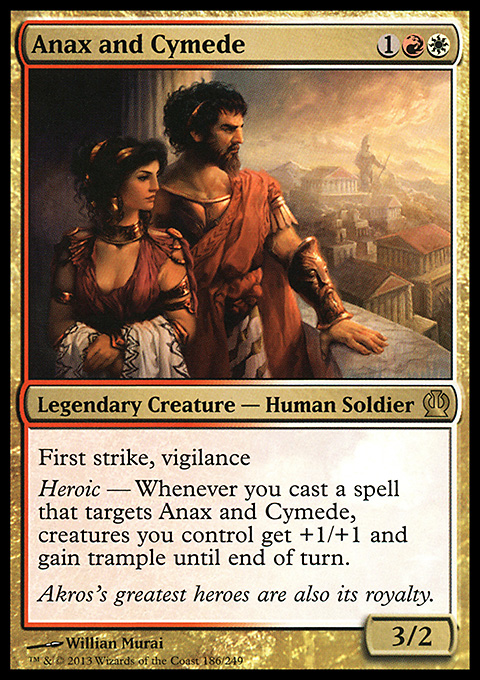 Anax and Cymede 1
Legendary Creature — Human Soldier
First strike, vigilance
Heroic — Whenever you cast a spell
that targets Anax and Cymede,
creatures you control get +1/+1 and
gain trample until end of turn.
Akros's greatest heroes are also its royalty.
3/2
Willian Murai
™ & © 2013 Wizards of the Coast 186/249